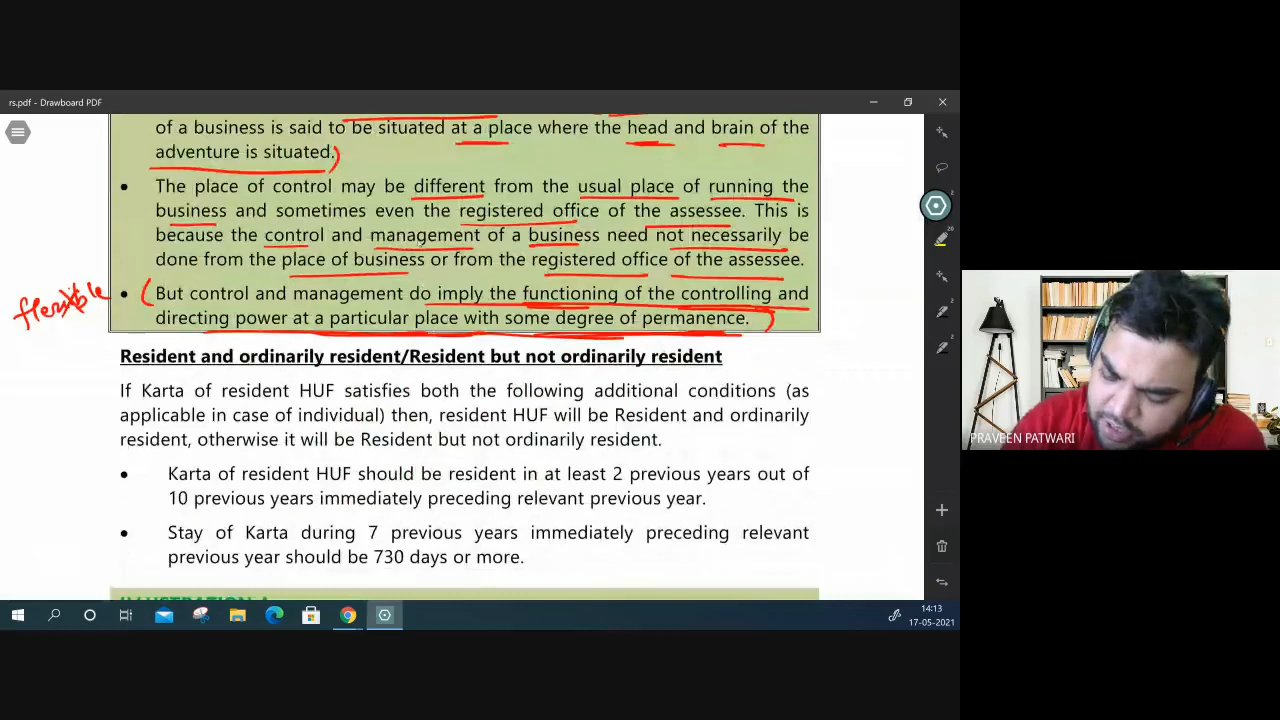 rs.pdf - Drawboard PDF
of a business is said to be situated at a place where the head and brain of the
adventure is situated.)
• The place of control may be different from the usual place of running the
business and sometimes even the registered office of the assessee. This is
because the control and management of a business need not necessarily be
done from the place of business or from the registered office of the assessee.
flexible
• (But control and management do imply the functioning of the controlling and
directing power at a particular place with some degree of permanence.)
Resident and ordinarily resident/Resident but not ordinarily resident
If Karta of resident HUF satisfies both the following additional conditions (as
applicable in case of individual) then, resident HUF will be Resident and ordinarily
resident, otherwise it will be Resident but not ordinarily resident.
• Karta of resident HUF should be resident in at least 2 previous years out of
10 previous years immediately preceding relevant previous year.
• Stay of Karta during 7 previous years immediately preceding relevant
previous year should be 730 days or more.
PRAVEEN PATWARI
14:13
17-05-2021